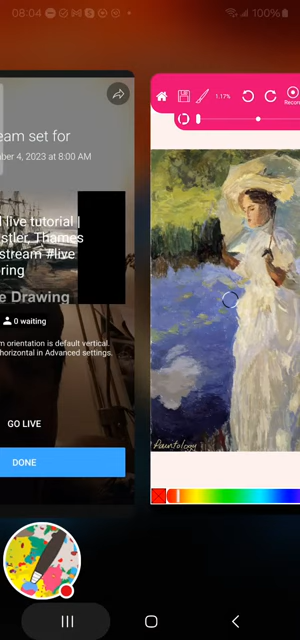 08:04
100%
eam set for
ber 4, 2023 at 8:00 AM
l live tutorial |
stler, Thames
stream #live
oring
e Drawing
0 waiting
m orientation is default vertical.
horizontal in Advanced settings.
GO LIVE
DONE
1.17%
Recor
Paintology